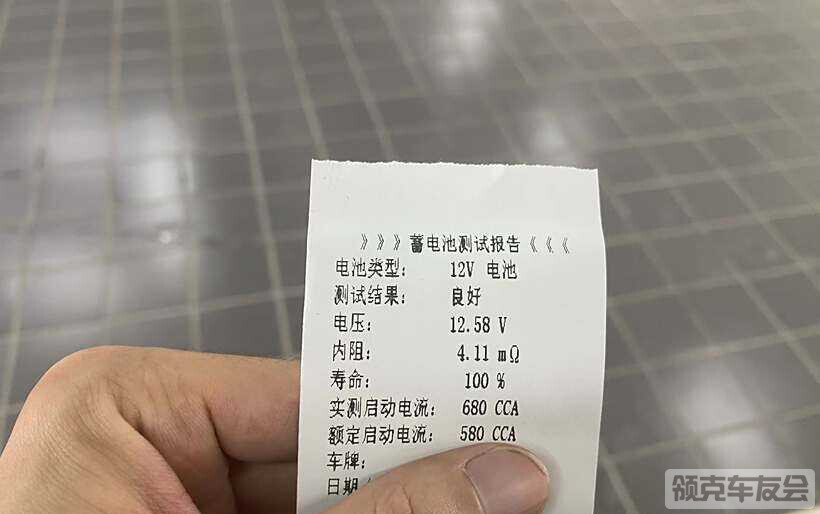 》》》蓄电池测试报告《《《
电池类型： 12V 电池
测试结果： 良好
电压： 12.58 V
内阻： 4.11 mΩ
寿命： 100 %
实测启动电流： 680 CCA
额定启动电流： 580 CCA
车牌：
日期
领克车友会